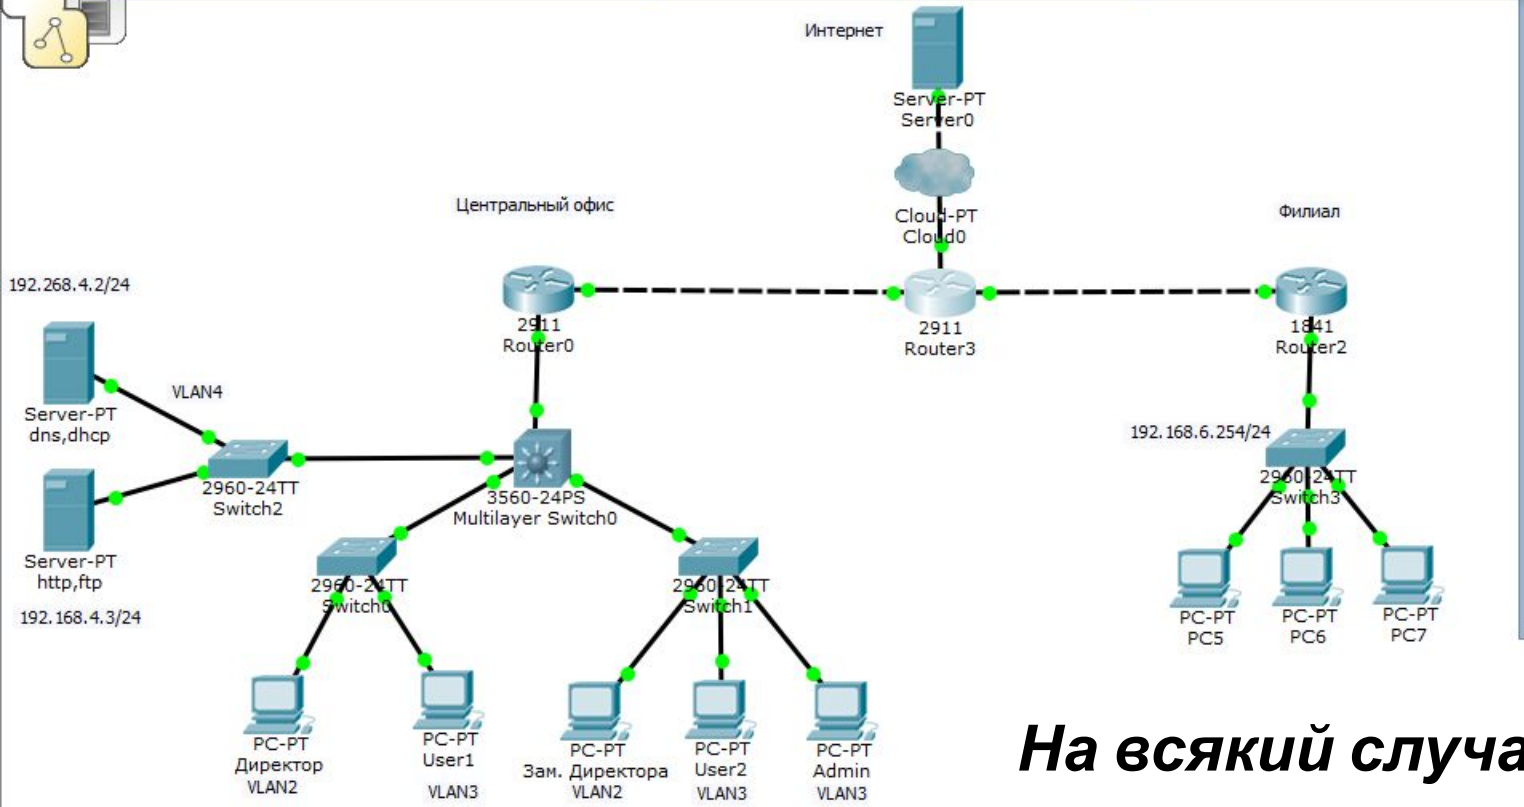 Интернет
Server-PT
Server0
Cloud-PT
Cloud0
Центральный офис
Филиал
192.268.4.2/24
2911
Router0
2911
Router3
1841
Router2
Server-PT
dns,dhcp
VLAN4
2960-24TT
Switch2
3560-24PS
Multilayer Switch0
192.168.6.254/24
2960-24TT
Switch3
Server-PT
http,ftp
192.168.4.3/24
2960-24TT
Switch0
2960-24TT
Switch1
PC-PT
PC5
PC-PT
PC6
PC-PT
PC7
PC-PT
Директор
VLAN2
PC-PT
User1
VLAN3
PC-PT
Зам. Директора
VLAN2
PC-PT
User2
VLAN3
PC-PT
Admin
VLAN3
На всякий случа